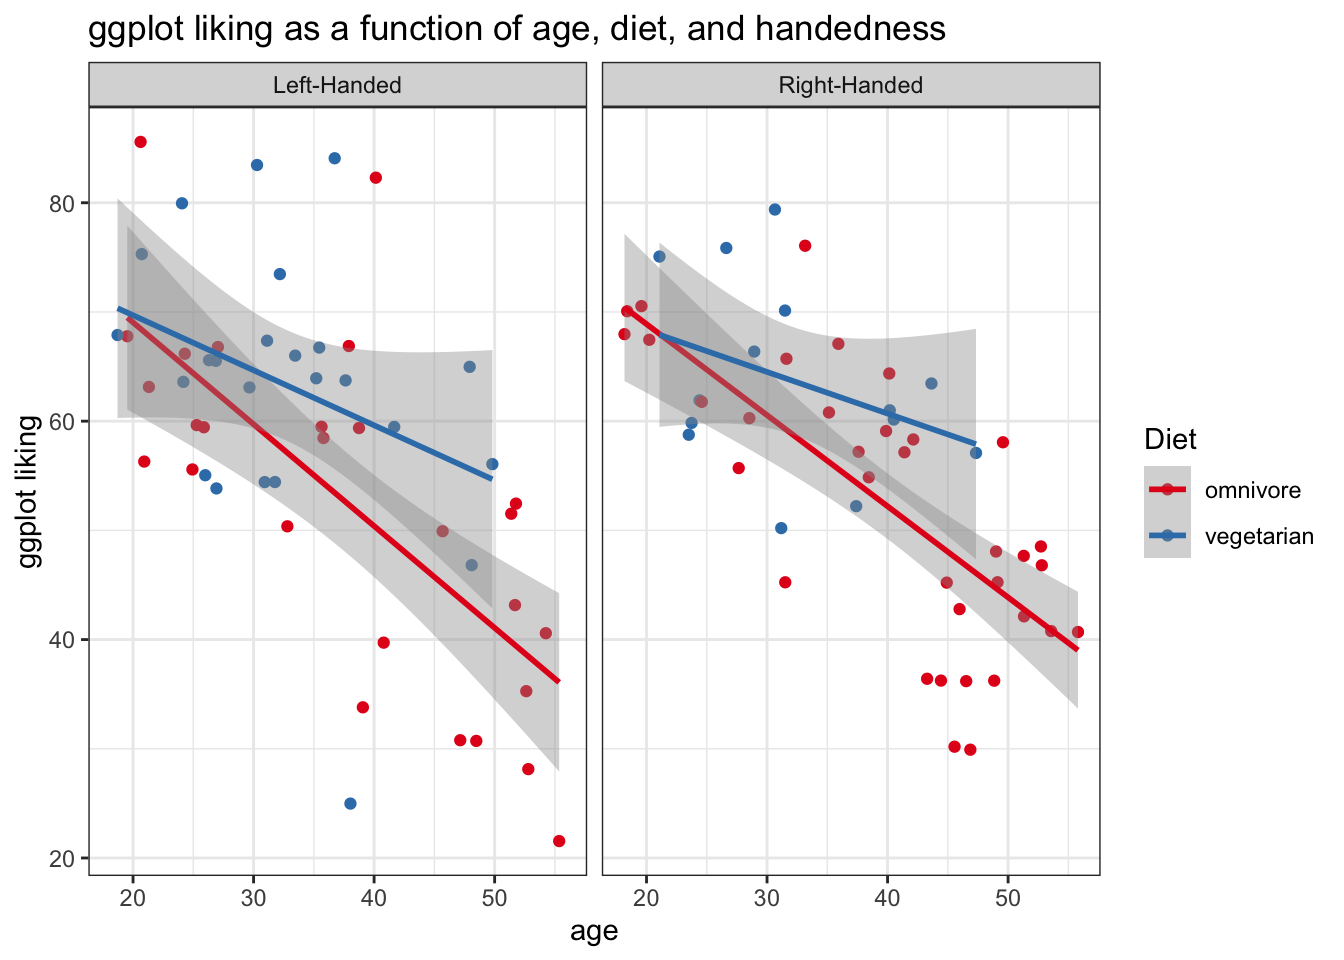 ggplot liking as a function of age, diet, and handedness
Left-Handed
Right-Handed
80
60
40
20
ggplot liking
20 30 40 50
20 30 40 50
age
Diet
omnivore
vegetarian